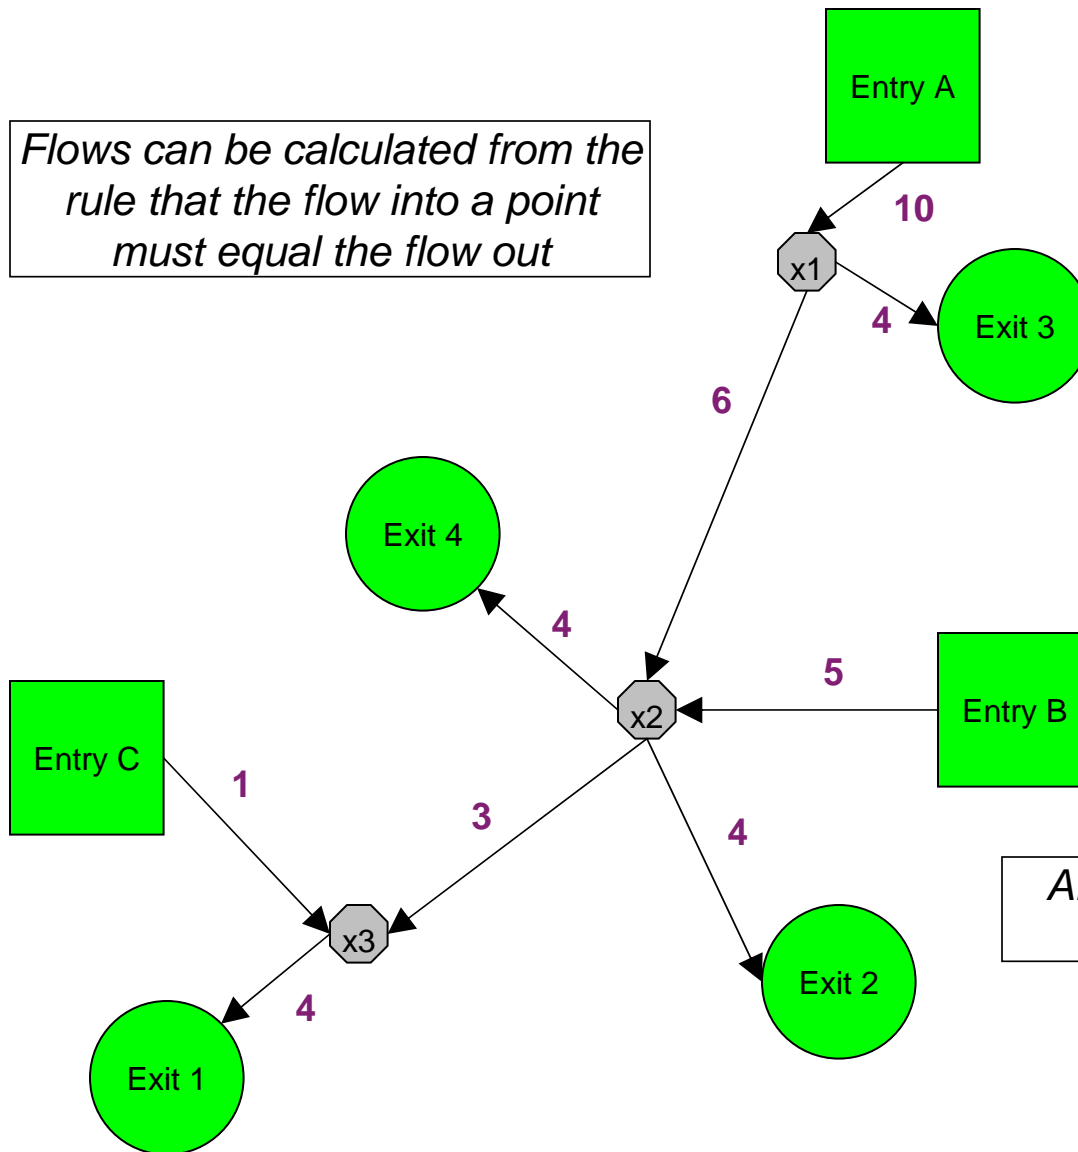 Entry A
Flows can be calculated from the
rule that the flow into a point
must equal the flow out
10
x1
4
Exit 3
6
Exit 4
4
5
x2
Entry B
Entry C
1
3
4
x3
Exit 2
4
Exit 1